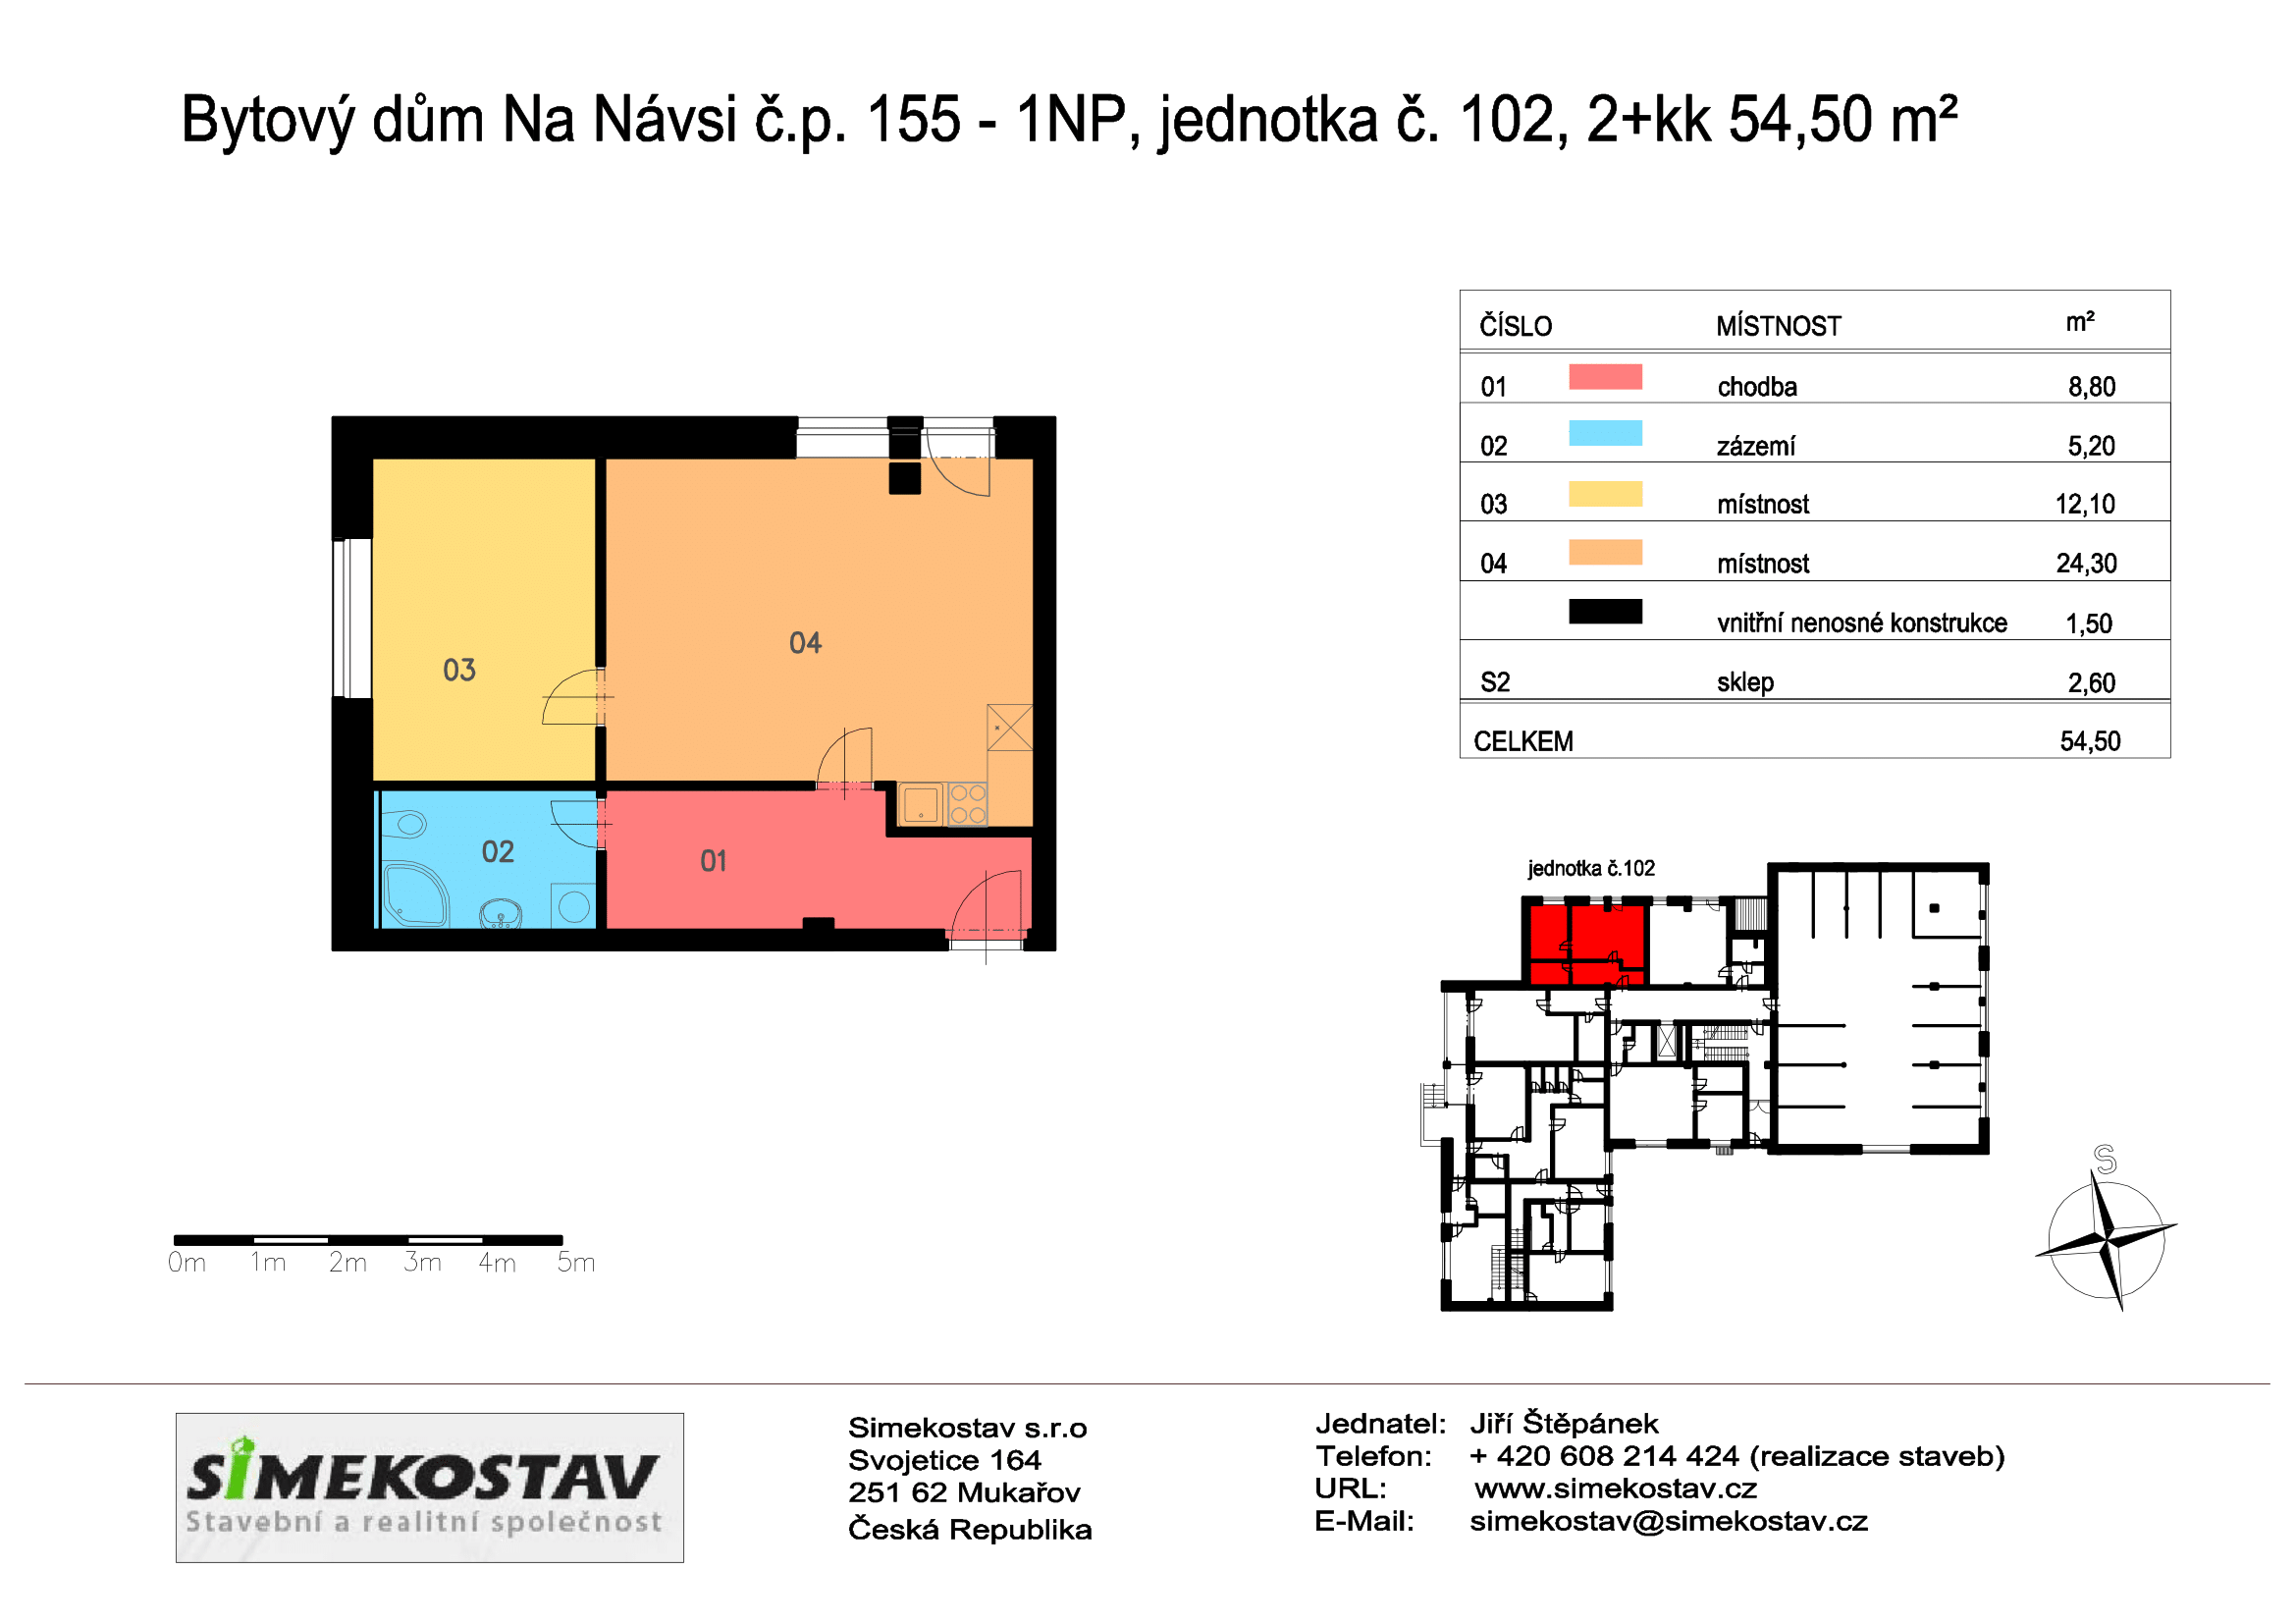 Bytový dům Na Návsi č.p. 155 - 1NP, jednotka č. 102, 2+kk 54,50 m²
ČÍSLO MÍSTNOST m²
01 chodba 8,80
02 zázemí 5,20
03 místnost 12,10
04 místnost 24,30
vnitřní nenosné konstrukce 1,50
S2 sklep 2,60
CELKEM 54,50
03
04
02
01
jednotka č.102
S
0m 1m 2m 3m 4m 5m
SIMEKOSTAV
Stavební a realitní společnost
Simekostav s.r.o
Svojetice 164
251 62 Mukařov
Česká Republika
Jednatel: Jiří Štěpánek
Telefon: + 420 608 214 424 (realizace staveb)
URL: www.simekostav.cz
E-Mail: simekostav@simekostav.cz